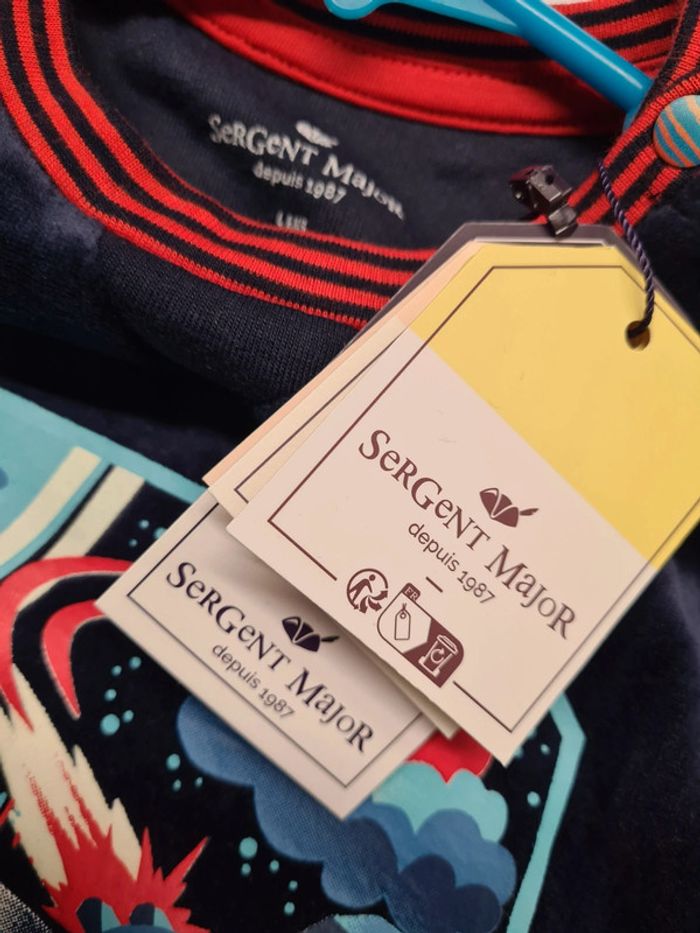 SeRGeNT MaJoR
depuis 1987
SeRGeNT MaJoR
depuis 1987
FR
SeRGeNT MaJoR
depuis 1987